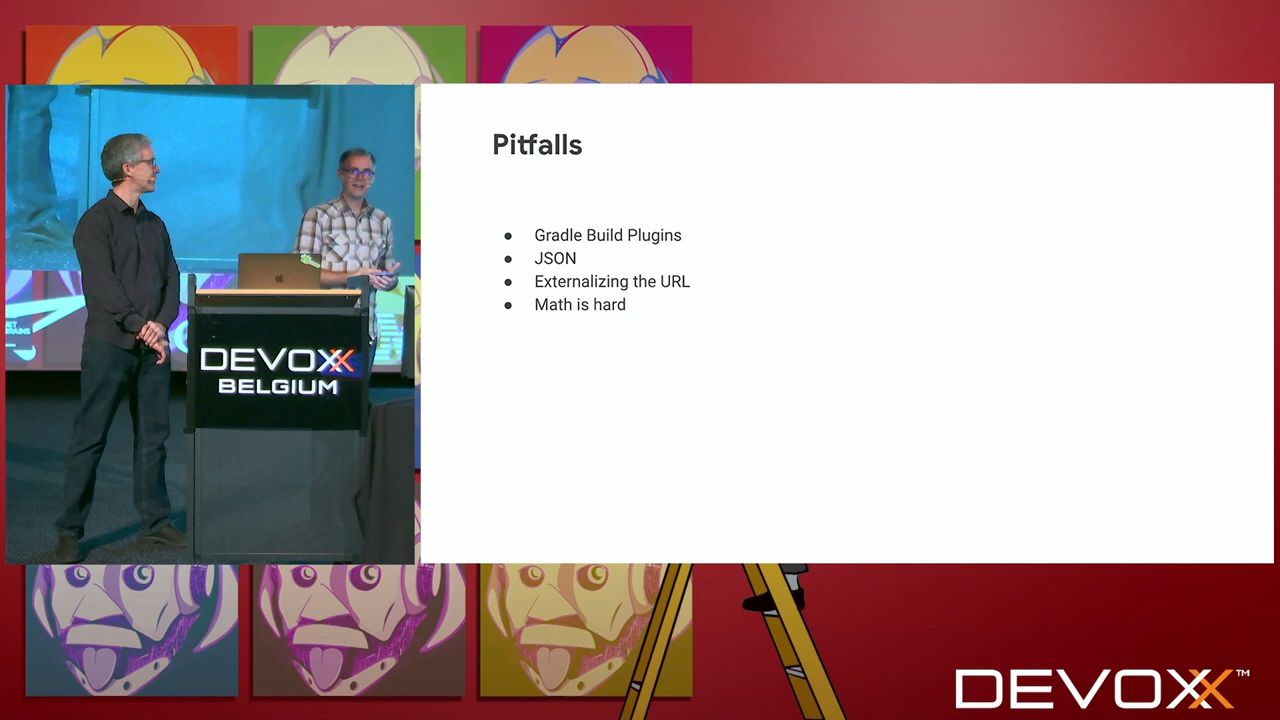 Pitfalls
● Gradle Build Plugins
● JSON
● Externalizing the URL
● Math is hard
DEVOXX
BELGIUM
DEVOXX™